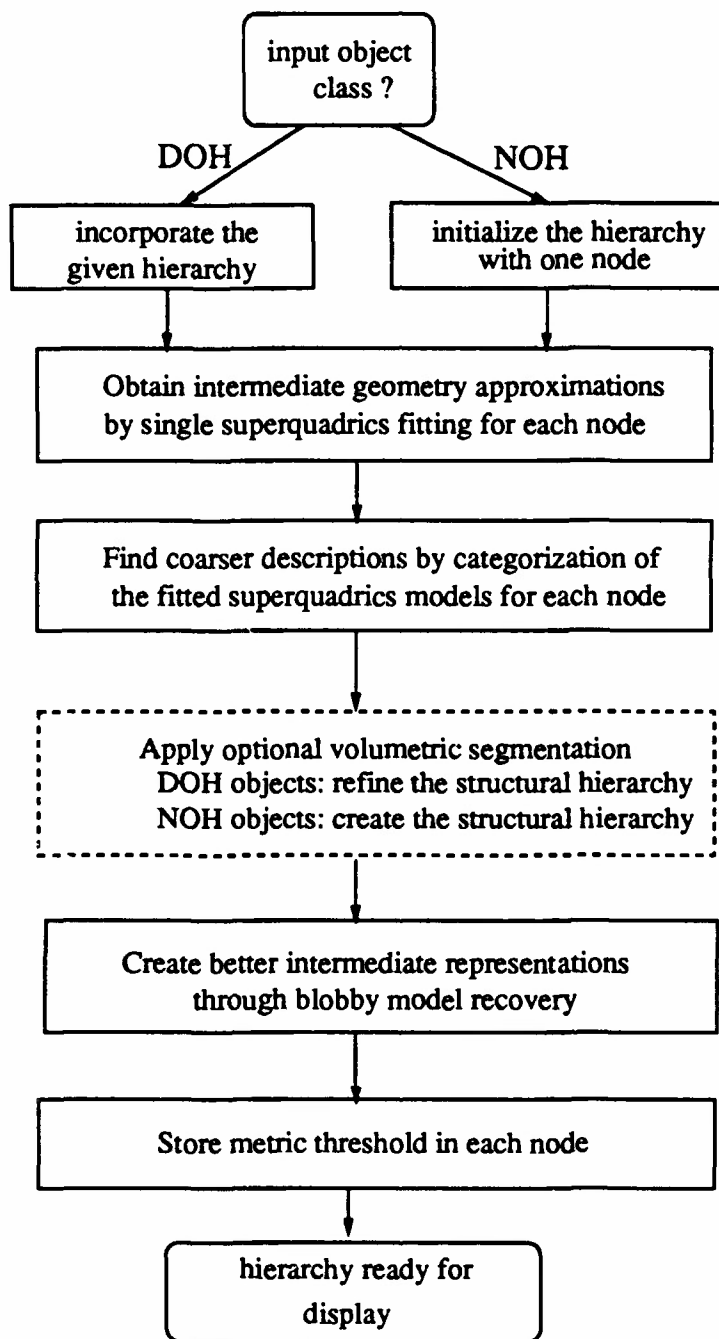 input object
class ?
DOH
NOH
incorporate the
given hierarchy
initialize the hierarchy
with one node
Obtain intermediate geometry approximations
by single superquadrics fitting for each node
Find coarser descriptions by categorization of
the fitted superquadrics models for each node
Apply optional volumetric segmentation
DOH objects: refine the structural hierarchy
NOH objects: create the structural hierarchy
Create better intermediate representations
through blobby model recovery
Store metric threshold in each node
hierarchy ready for
display